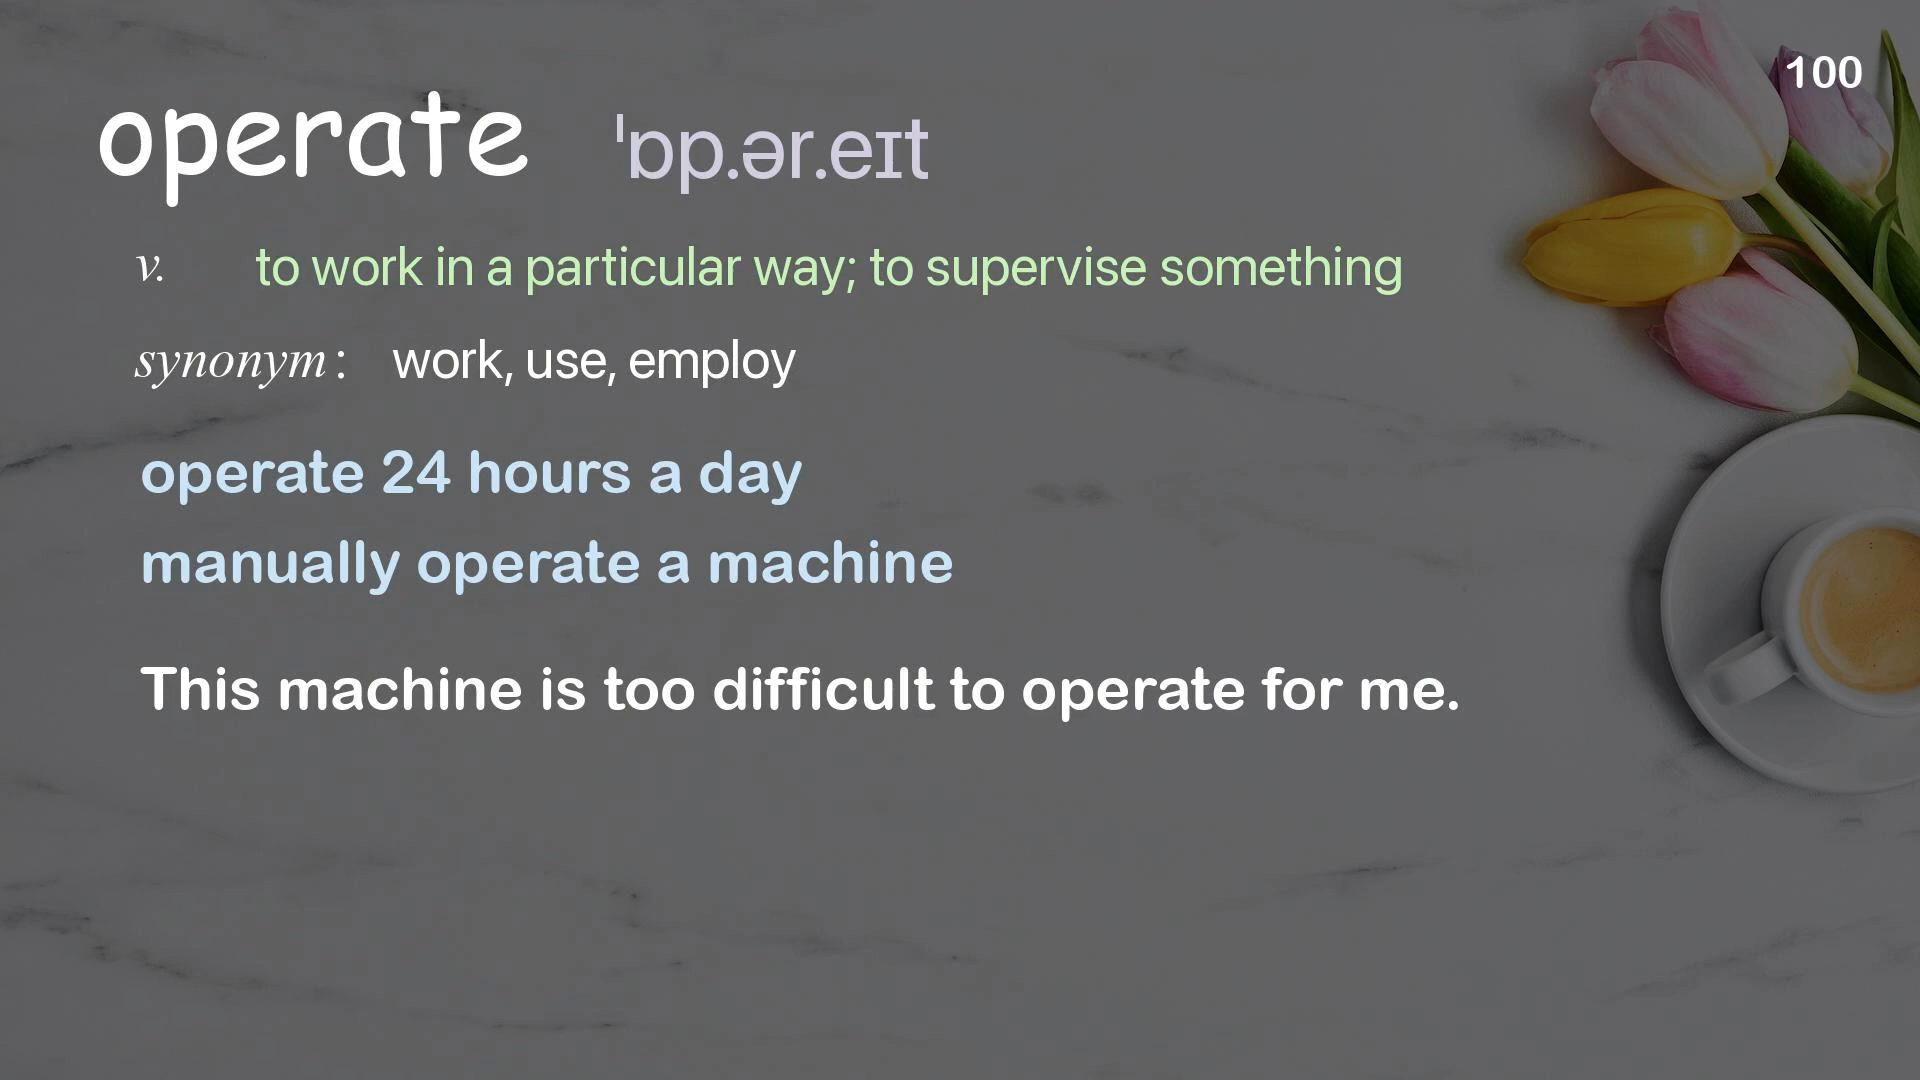 100
operate ˈɒp.ər.eɪt
v. to work in a particular way; to supervise something
synonym: work, use, employ
operate 24 hours a day
manually operate a machine
This machine is too difficult to operate for me.